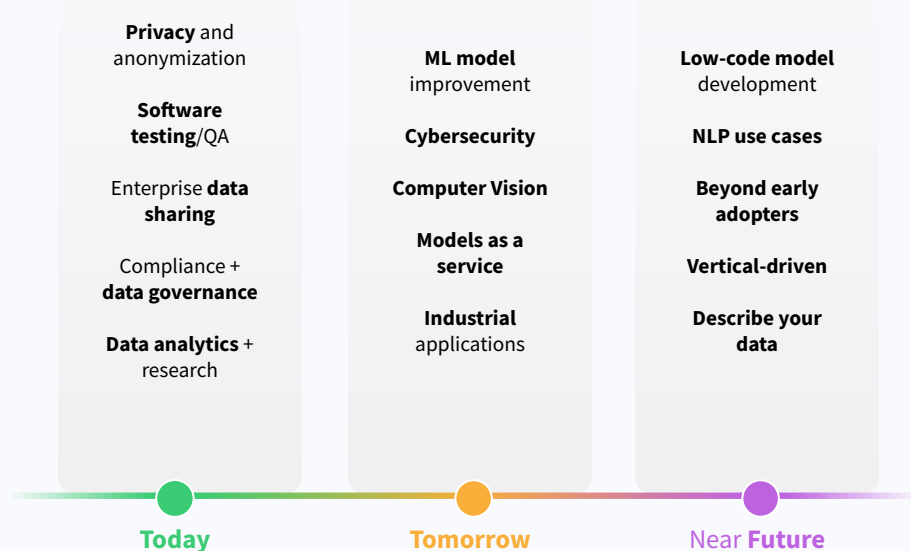 Privacy and
anonymization
Software
testing/QA
Enterprise data
sharing
Compliance +
data governance
Data analytics +
research
Today
ML model
improvement
Cybersecurity
Computer Vision
Models as a
service
Industrial
applications
Tomorrow
Low-code model
development
NLP use cases
Beyond early
adopters
Vertical-driven
Describe your
data
Near Future